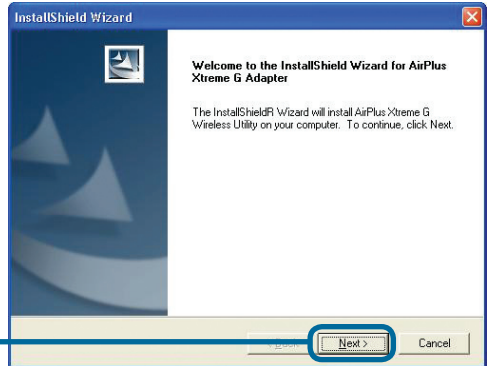 InstallShield Wizard
Welcome to the InstallShield Wizard for AirPlus
Xtreme G Adapter
The InstallShieldR Wizard will install AirPlus Xtreme G
Wireless Utility on your computer. To continue, click Next.
< Back Next > Cancel